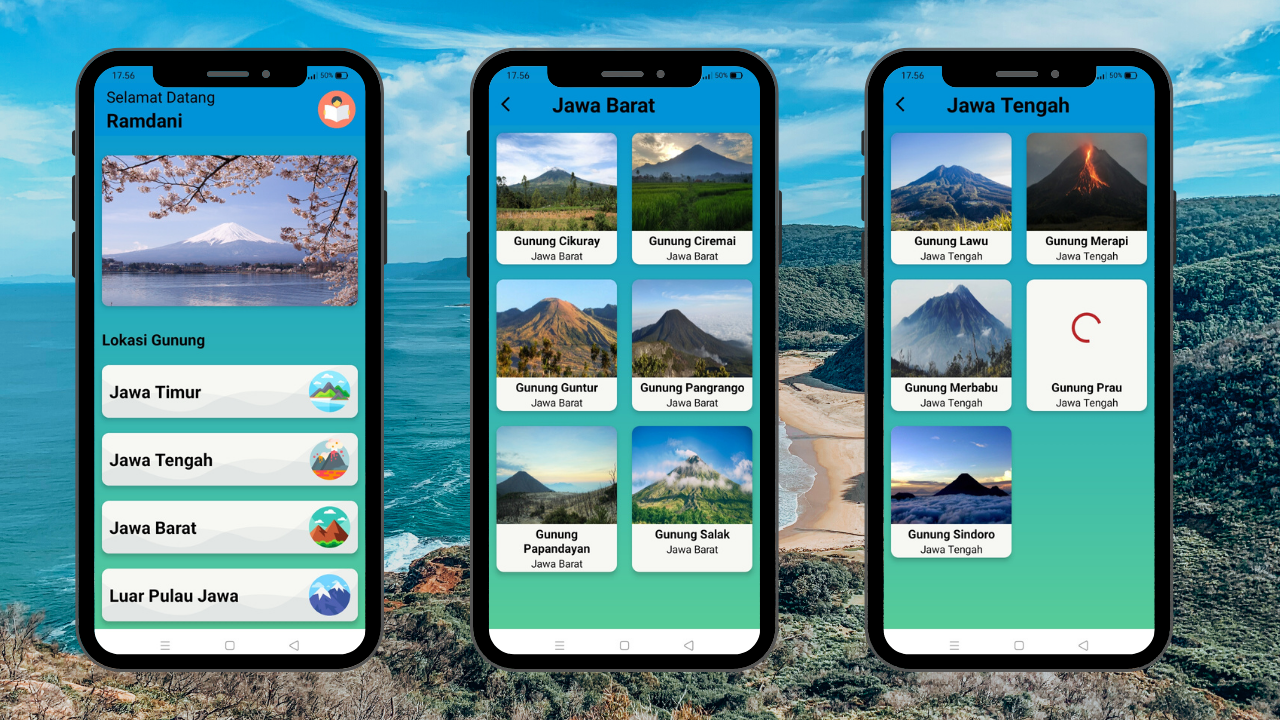 17.56
50%
Selamat Datang
Ramdani
Lokasi Gunung
Jawa Timur
Jawa Tengah
Jawa Barat
Luar Pulau Jawa
17.56
50%
Jawa Barat
Gunung Cikuray
Jawa Barat
Gunung Ciremai
Jawa Barat
Gunung Guntur
Jawa Barat
Gunung Pangrango
Jawa Barat
Gunung
Papandayan
Jawa Barat
Gunung Salak
Jawa Barat
17.56
50%
Jawa Tengah
Gunung Lawu
Jawa Tengah
Gunung Merapi
Jawa Tengah
Gunung Merbabu
Jawa Tengah
Gunung Prau
Jawa Tengah
Gunung Sindoro
Jawa Tengah